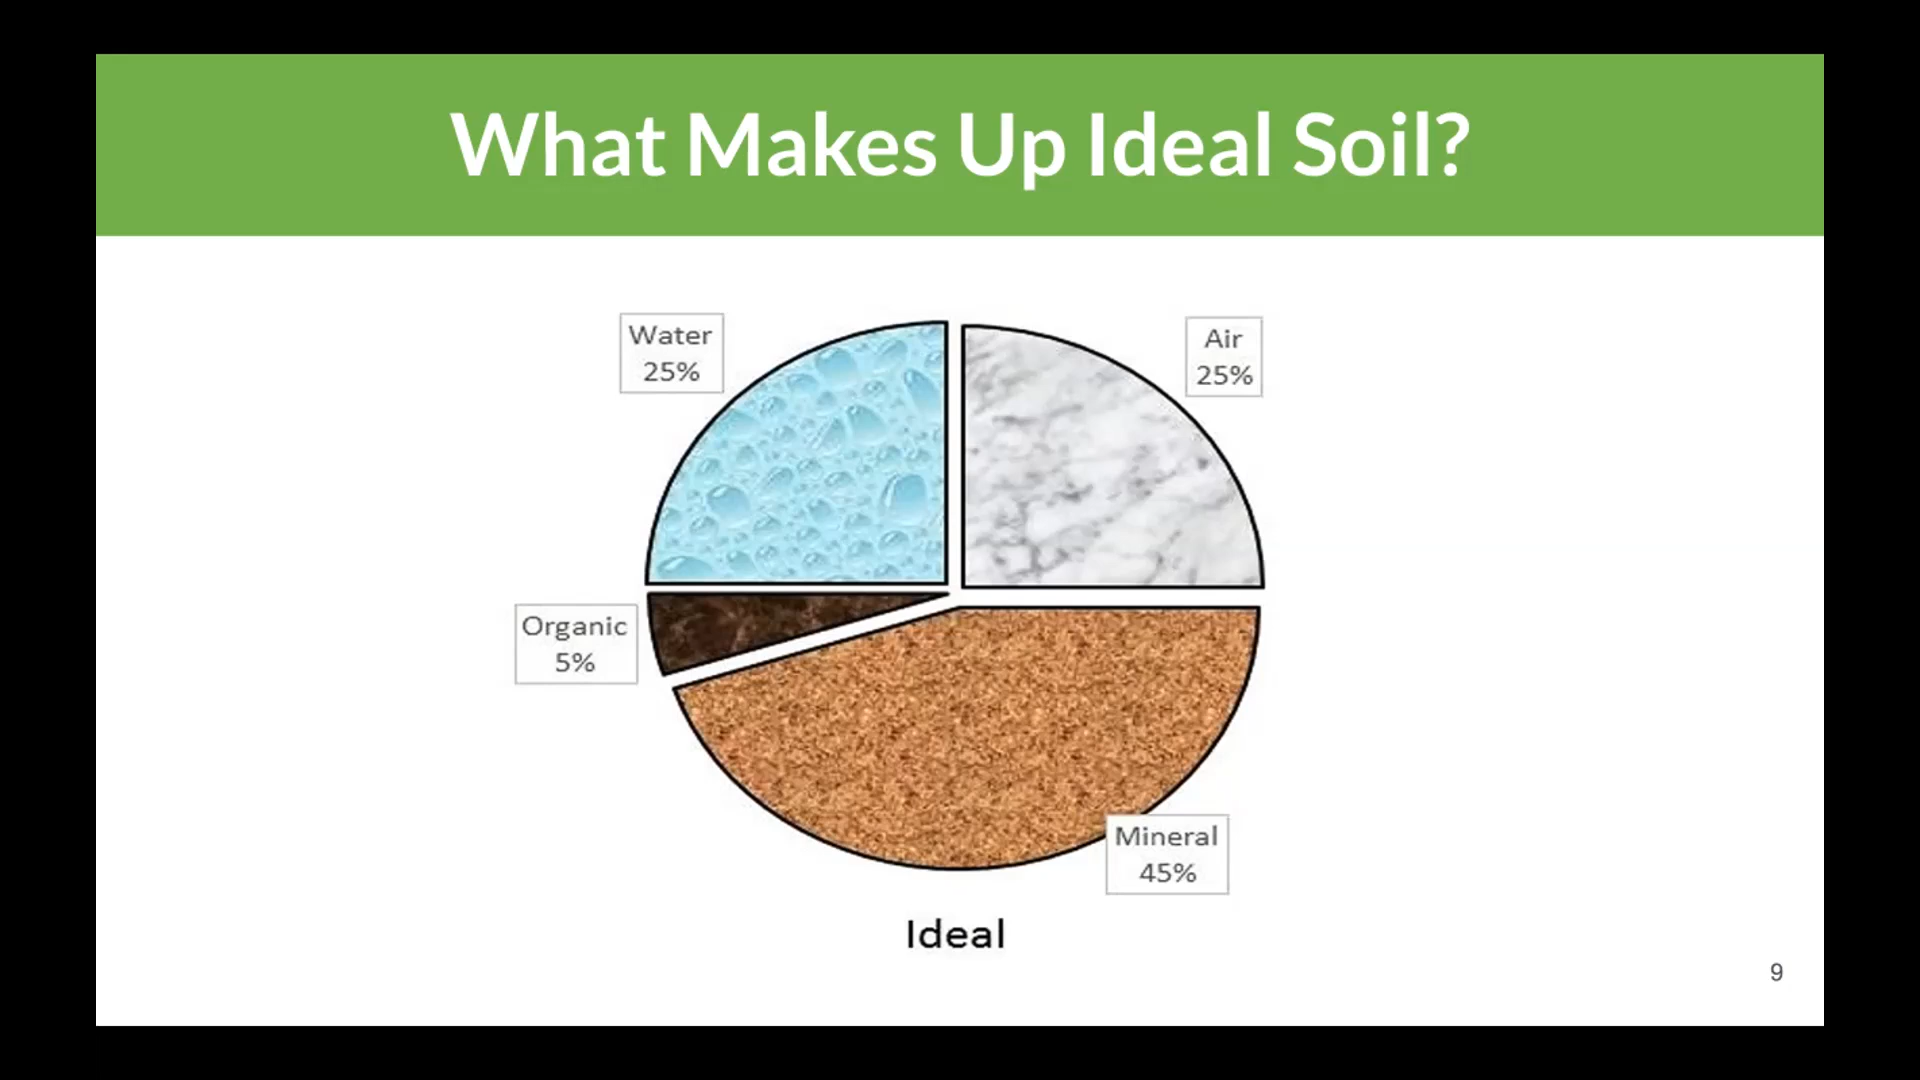 What Makes Up Ideal Soil?
Water
25%
Air
25%
Organic
5%
Mineral
45%
Ideal
9